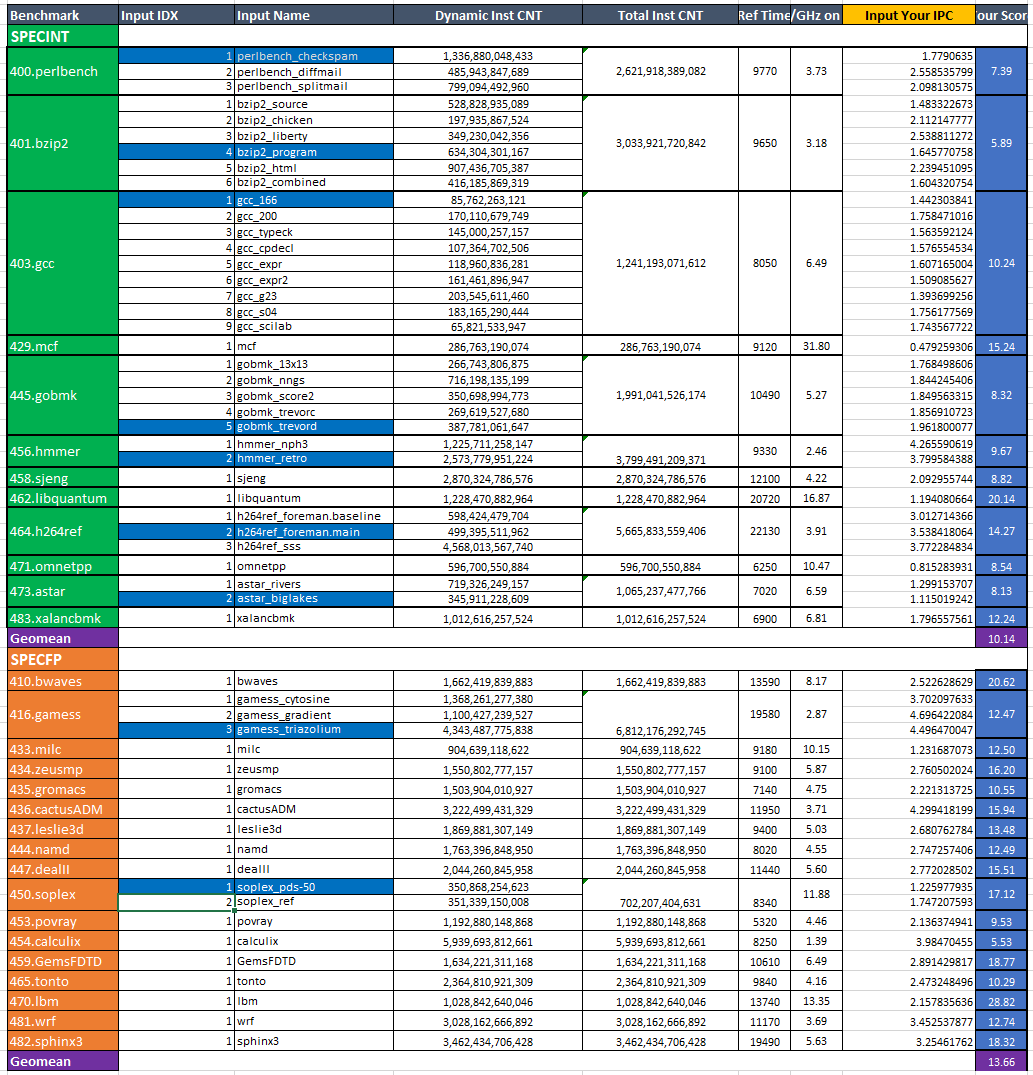 Benchmark Input IDX Input Name Dynamic Inst CNT Total Inst CNT Ref Time /GHz on Input Your IPC our Scor
SPECINT
400.perlbench 1 perlbench_checkspam 1,336,880,048,433 2,621,918,389,082 9770 3.73 1.7790635 7.39
2 perlbench_diffmail 485,943,847,689 2.558535799
3 perlbench_splitmail 799,094,492,960 2.098130575
401.bzip2 1 bzip2_source 528,828,935,089 3,033,921,720,842 9650 3.18 1.483322673 5.89
2 bzip2_chicken 197,935,867,524 2.112147777
3 bzip2_liberty 349,230,042,356 2.538811272
4 bzip2_program 634,304,301,167 1.645770758
5 bzip2_html 907,436,705,387 2.239451095
6 bzip2_combined 416,185,869,319 1.604320754
403.gcc 1 gcc_166 85,762,263,121 1,241,193,071,612 8050 6.49 1.442303841 10.24
2 gcc_200 170,110,679,749 1.758471016
3 gcc_typeck 145,000,257,157 1.563592124
4 gcc_cpdecl 107,364,702,506 1.576554534
5 gcc_expr 118,960,836,281 1.607165004
6 gcc_expr2 161,461,896,947 1.509085627
7 gcc_g23 203,545,611,460 1.393699256
8 gcc_s04 183,165,290,444 1.756177569
9 gcc_scilab 65,821,533,947 1.743567722
429.mcf 1 mcf 286,763,190,074 286,763,190,074 9120 31.80 0.479259306 15.24
445.gobmk 1 gobmk_13x13 266,743,806,875 1,991,041,526,174 10490 5.27 1.768498606 8.32
2 gobmk_nngs 716,198,135,199 1.844245406
3 gobmk_score2 350,698,994,773 1.849563315
4 gobmk_trevorc 269,619,527,680 1.856910723
5 gobmk_trevord 387,781,061,647 1.961800077
456.hmmer 1 hmmer_nph3 1,225,711,258,147 3,799,491,209,371 9330 2.46 4.265590619 9.67
2 hmmer_retro 2,573,779,951,224 3.799584388
458.sjeng 1 sjeng 2,870,324,786,576 2,870,324,786,576 12100 4.22 2.092955744 8.82
462.libquantum 1 libquantum 1,228,470,882,964 1,228,470,882,964 20720 16.87 1.194080664 20.14
464.h264ref 1 h264ref_foreman.baseline 598,424,479,704 5,665,833,559,406 22130 3.91 3.012714366 14.27
2 h264ref_foreman.main 499,395,511,962 3.538418064
3 h264ref_sss 4,568,013,567,740 3.772284834
471.omnetpp 1 omnetpp 596,700,550,884 596,700,550,884 6250 10.47 0.815283931 8.54
473.astar 1 astar_rivers 719,326,249,157 1,065,237,477,766 7020 6.59 1.299153707 8.13
2 astar_biglakes 345,911,228,609 1.115019242
483.xalancbmk 1 xalancbmk 1,012,616,257,524 1,012,616,257,524 6900 6.81 1.796557561 12.24
Geomean 10.14
SPECFP
410.bwaves 1 bwaves 1,662,419,839,883 1,662,419,839,883 13590 8.17 2.522628629 20.62
416.gamess 1 gamess_cytosine 1,368,261,277,380 6,812,176,292,745 19580 2.87 3.702097633 12.47
2 gamess_gradient 1,100,427,239,527 4.696422084
3 gamess_triazolium 4,343,487,775,838 4.496470047
433.milc 1 milc 904,639,118,622 904,639,118,622 9180 10.15 1.231687073 12.50
434.zeusmp 1 zeusmp 1,550,802,777,157 1,550,802,777,157 9100 5.87 2.760502024 16.20
435.gromacs 1 gromacs 1,503,904,010,927 1,503,904,010,927 7140 4.75 2.221313725 10.55
436.cactusADM 1 cactusADM 3,222,499,431,329 3,222,499,431,329 11950 3.71 4.299418199 15.94
437.leslie3d 1 leslie3d 1,869,881,307,149 1,869,881,307,149 9400 5.03 2.680762784 13.48
444.namd 1 namd 1,763,396,848,950 1,763,396,848,950 8020 4.55 2.747257406 12.49
447.dealII 1 dealII 2,044,260,845,958 2,044,260,845,958 11440 5.60 2.772028502 15.51
450.soplex 1 soplex_pds-50 350,868,254,623 702,207,404,631 8340 11.88 1.225977935 17.12
2 soplex_ref 351,339,150,008 1.747207593
453.povray 1 povray 1,192,880,148,868 1,192,880,148,868 5320 4.46 2.136374941 9.53
454.calculix 1 calculix 5,939,693,812,661 5,939,693,812,661 8250 1.39 3.98470455 5.53
459.GemsFDTD 1 GemsFDTD 1,634,221,311,168 1,634,221,311,168 10610 6.49 2.891429817 18.77
465.tonto 1 tonto 2,364,810,921,309 2,364,810,921,309 9840 4.16 2.473248496 10.29
470.lbm 1 lbm 1,028,842,640,046 1,028,842,640,046 13740 13.35 2.157835636 28.82
481.wrf 1 wrf 3,028,162,666,892 3,028,162,666,892 11170 3.69 3.452537877 12.74
482.sphinx3 1 sphinx3 3,462,434,706,428 3,462,434,706,428 19490 5.63 3.25461762 18.32
Geomean 13.66